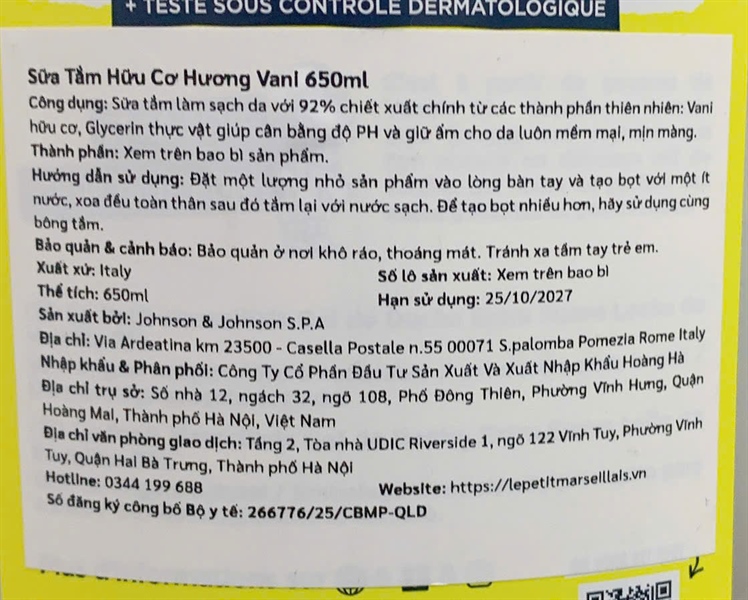 + TESTÉ SOUS CONTRÔLE DERMATOLOGIQUE
Sữa Tắm Hữu Cơ Hương Vani 650ml
Công dụng: Sữa tắm làm sạch da với 92% chiết xuất chính từ các thành phần thiên nhiên: Vani
hữu cơ, Glycerin thực vật giúp cân bằng độ PH và giữ ẩm cho da luôn mềm mại, mịn màng.
Thành phần: Xem trên bao bì sản phẩm.
Hướng dẫn sử dụng: Đặt một lượng nhỏ sản phẩm vào lòng bàn tay và tạo bọt với một ít
nước, xoa đều toàn thân sau đó tắm lại với nước sạch. Để tạo bọt nhiều hơn, hãy sử dụng cùng
bông tắm.
Bảo quản & cảnh báo: Bảo quản ở nơi khô ráo, thoáng mát. Tránh xa tầm tay trẻ em.
Xuất xứ: Italy
Số lô sản xuất: Xem trên bao bì
Thể tích: 650ml
Hạn sử dụng: 25/10/2027
Sản xuất bởi: Johnson & Johnson S.P.A
Địa chỉ: Via Ardeatina km 23500 - Casella Postale n.55 00071 S.palomba Pomezia Rome Italy
Nhập khẩu & Phân phối: Công Ty Cổ Phần Đầu Tư Sản Xuất Và Xuất Nhập Khẩu Hoàng Hà
Địa chỉ trụ sở: Số nhà 12, ngách 32, ngõ 108, Phố Đông Thiên, Phường Vĩnh Hưng, Quận
Hoàng Mai, Thành phố Hà Nội, Việt Nam
Địa chỉ văn phòng giao dịch: Tầng 2, Tòa nhà UDIC Riverside 1, ngõ 122 Vĩnh Tuy, Phường Vĩnh
Tuy, Quận Hai Bà Trưng, Thành phố Hà Nội
Hotline: 0344 199 688
Website: https://lepetitmarseillais.vn
Số đăng ký công bố Bộ y tế: 266776/25/CBMP-QLD